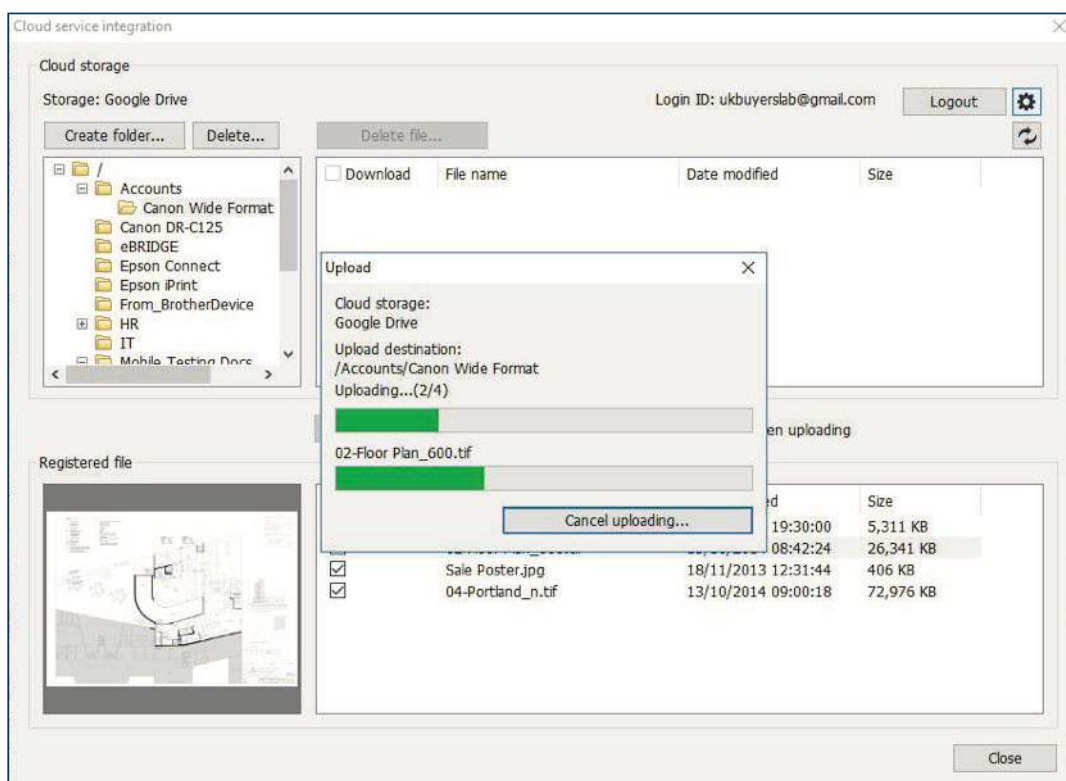 Cloud service integration
Cloud storage
Storage: Google Drive
Login ID: ukbuyerslab@gmail.com
Logout
Create folder...
Delete...
Delete file...
/
Accounts
Canon Wide Format
Canon DR-C125
eBRIDGE
Epson Connect
Epson iPrint
From_BrotherDevice
HR
IT
Mobile Testing Docs
Download File name Date modified Size
Upload
Cloud storage:
Google Drive
Upload destination:
/Accounts/Canon Wide Format
Uploading...(2/4)
02-Floor Plan_600.tif
Cancel uploading...
en uploading
Registered file
ed Size
19:30:00 5,311 KB
08:42:24 26,341 KB
Sale Poster.jpg 18/11/2013 12:31:44 406 KB
04-Portland_n.tif 13/10/2014 09:00:18 72,976 KB
Close